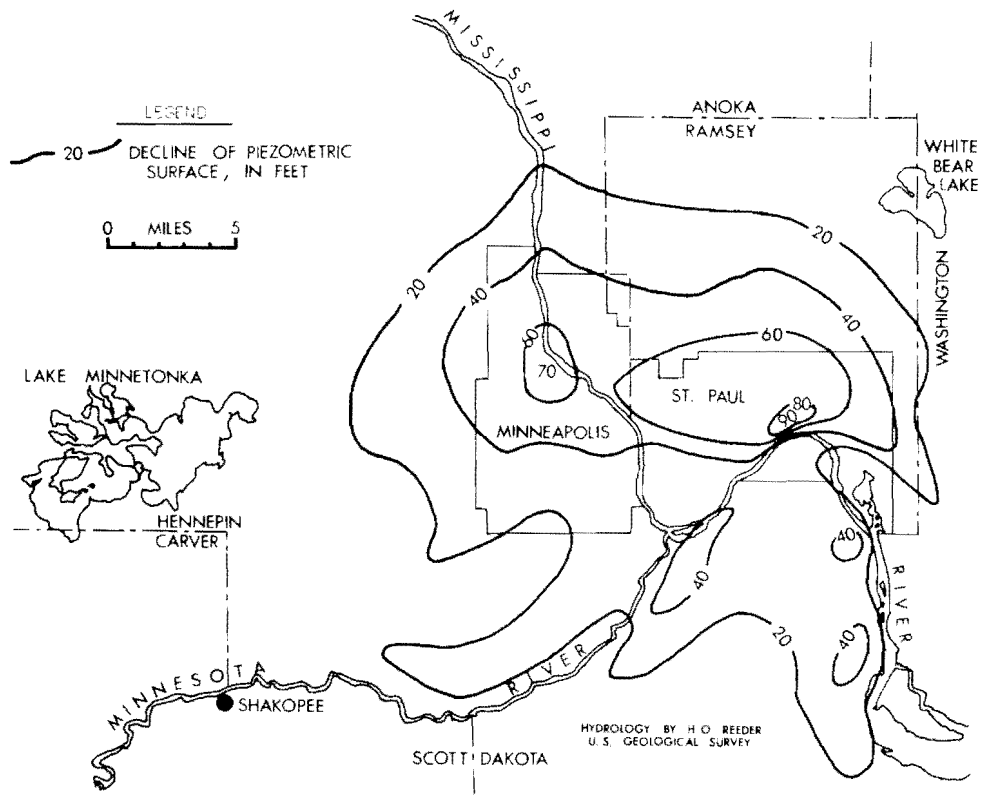 MISSISSIPPI
LEGEND
20
DECLINE OF PIEZOMETRIC
SURFACE, IN FEET
0 MILES 5
ANOKA
RAMSEY
WHITE
BEAR
LAKE
WASHINGTON
20
20
40
40
60
60
70
ST. PAUL
80
90
LAKE MINNETONKA
MINNEAPOLIS
HENNEPIN
CARVER
40
40
20
40
RIVER
MINNESOTA
RIVER
SHAKOPEE
SCOTT DAKOTA
HYDROLOGY BY H O REEDER
U. S. GEOLOGICAL SURVEY